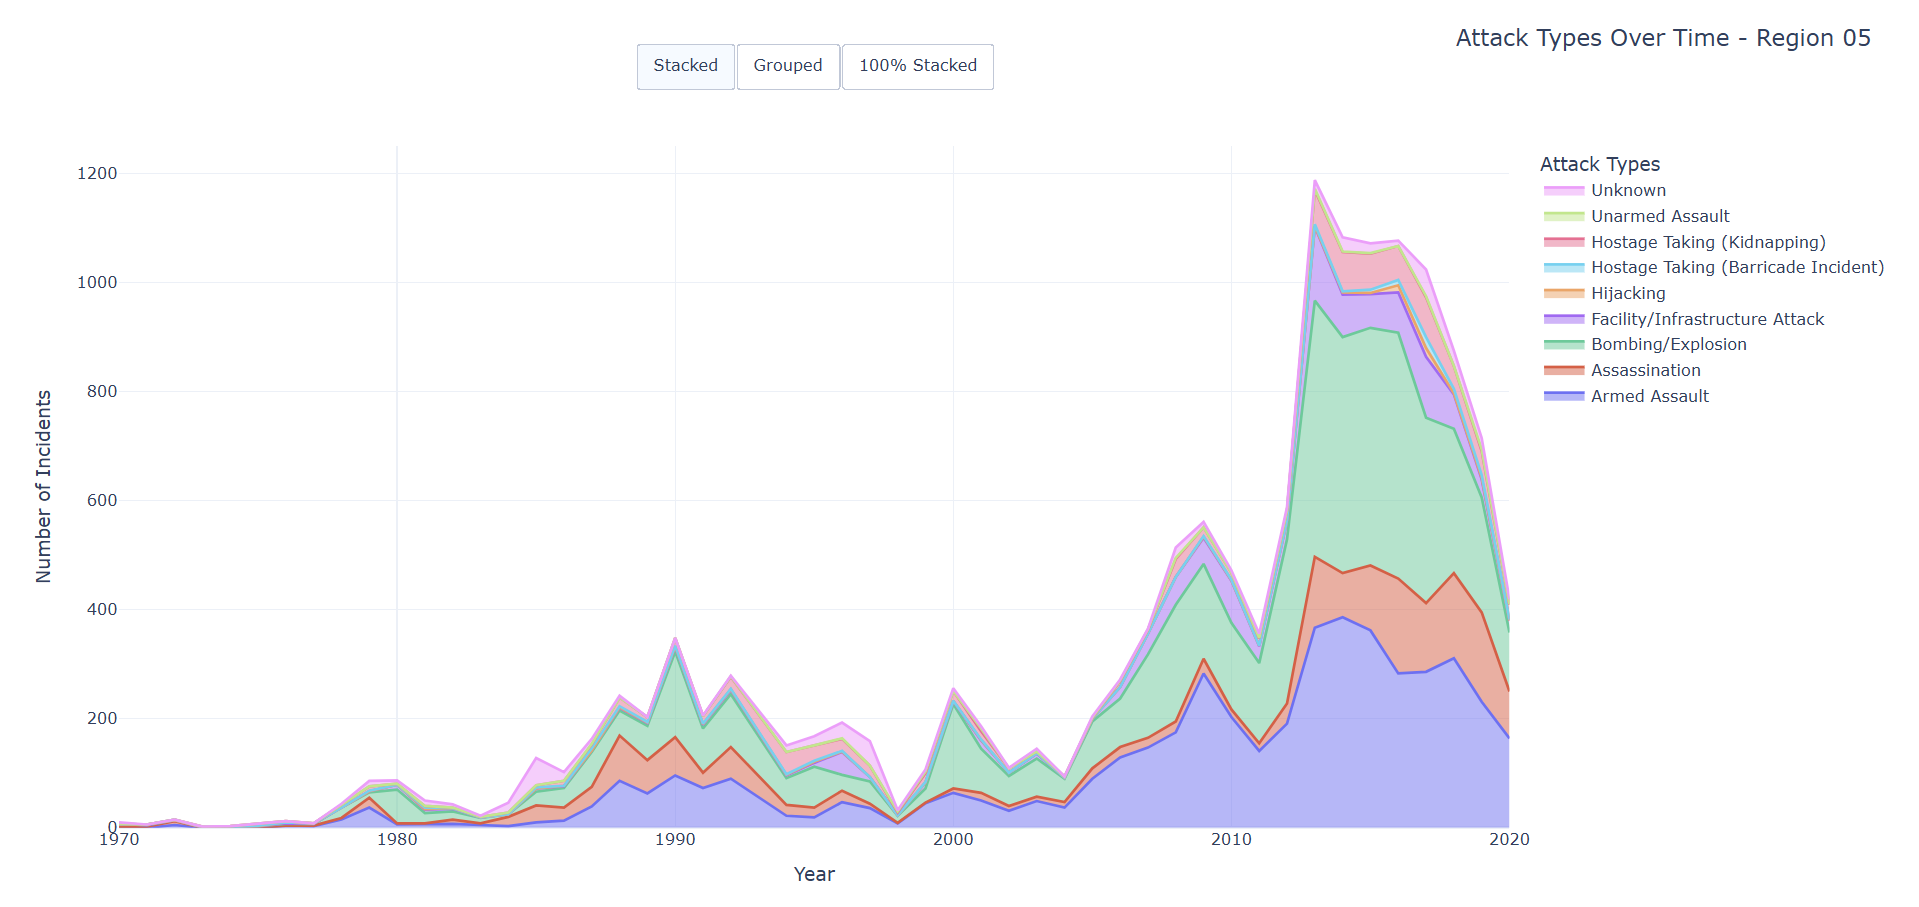 Attack Types Over Time - Region 05
Stacked
Grouped
100% Stacked
Number of Incidents
1200
1000
800
600
400
200
0
1970
1980
1990
2000
2010
2020
Year
Attack Types
Unknown
Unarmed Assault
Hostage Taking (Kidnapping)
Hostage Taking (Barricade Incident)
Hijacking
Facility/Infrastructure Attack
Bombing/Explosion
Assassination
Armed Assault